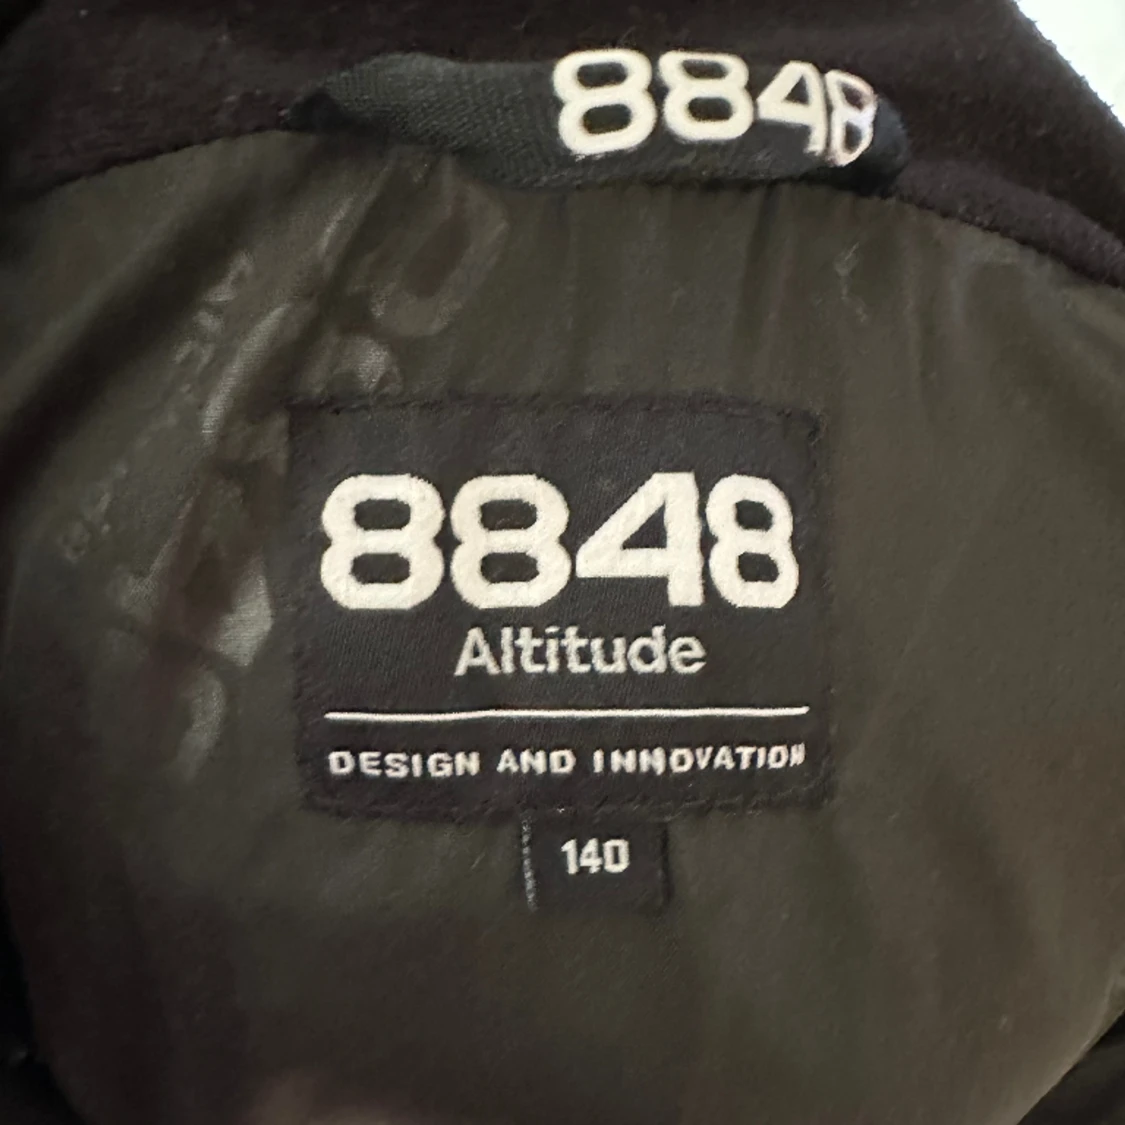 8848
8848
Altitude
DESIGN AND INNOVATION
140